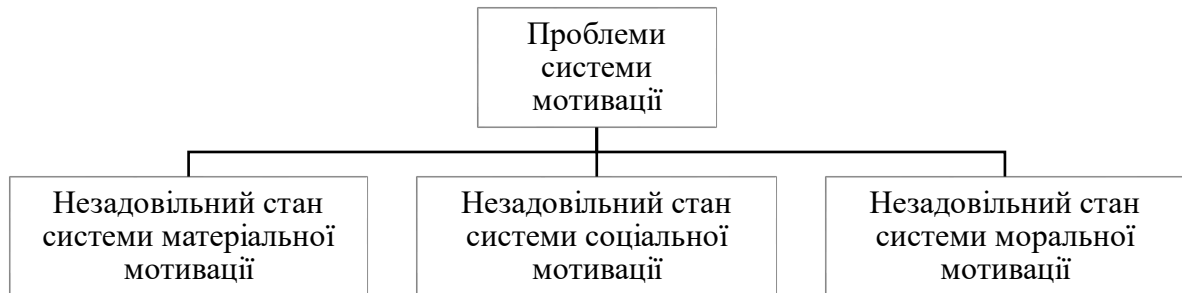 Проблеми
системи
мотивації
Незадовільний стан
системи матеріальної
мотивації
Незадовільний стан
системи соціальної
мотивації
Незадовільний стан
системи моральної
мотивації